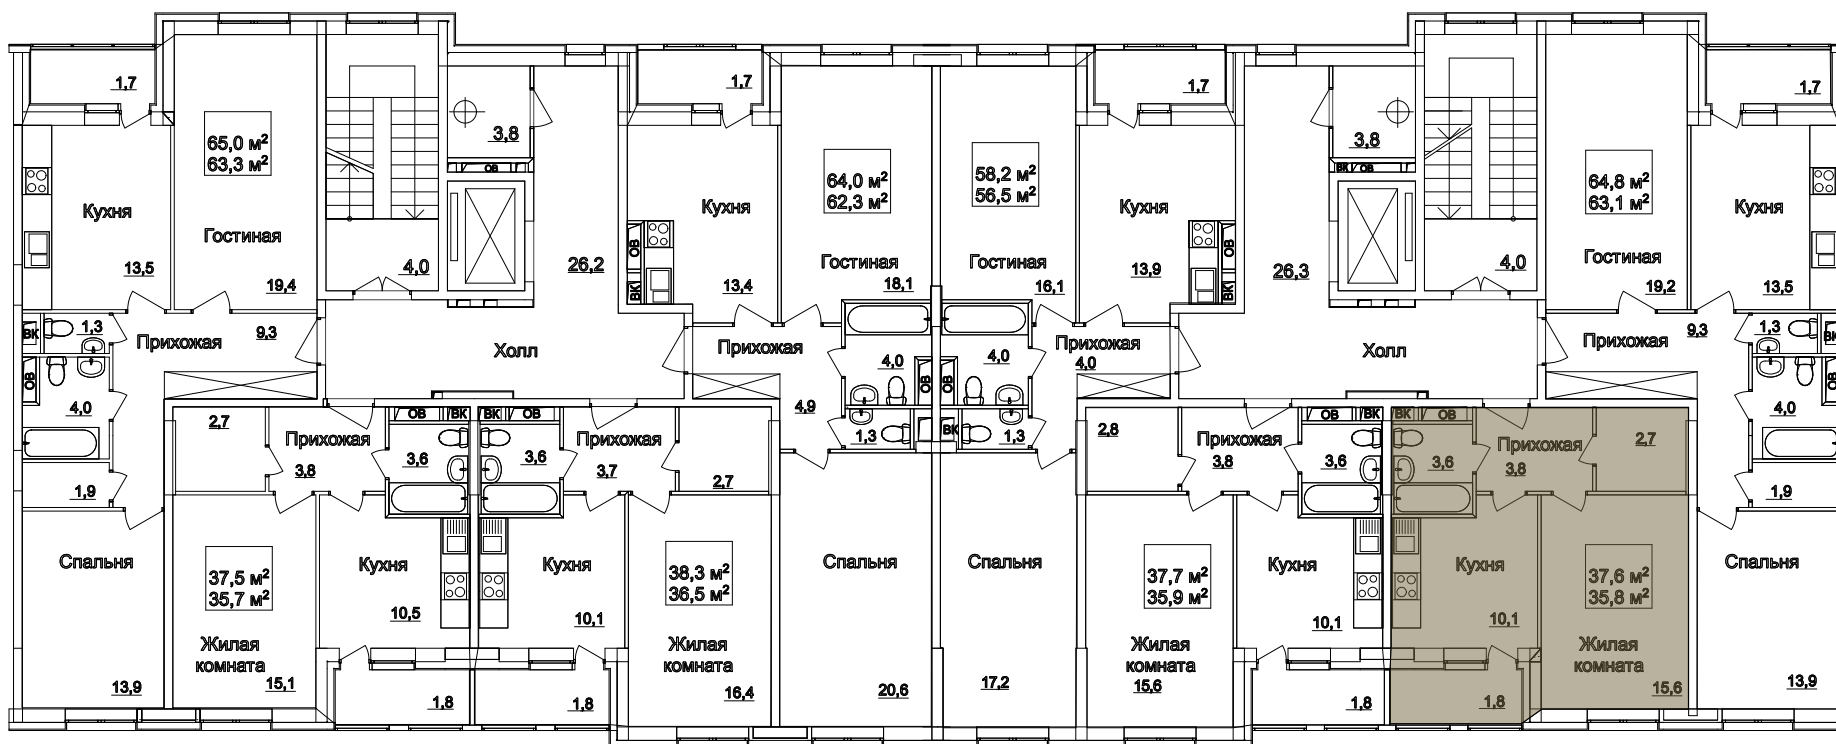 1,7
65,0 м²
63,3 м²
Кухня
13,5
Гостиная
19,4
4,0
3,8
ОВ
26,2
1,7
Кухня
13,4
ОВ
ВК
64,0 м²
62,3 м²
Гостиная
18,1
58,2 м²
56,5 м²
Гостиная
16,1
1,7
Кухня
13,9
ОВ
ВК
26,3
3,8
ВК
ОВ
4,0
64,8 м²
63,1 м²
Гостиная
19,2
1,7
Кухня
13,5
ВК
1,3
Прихожая
9,3
ОВ
4,0
1,9
Холл
Прихожая
4,0
ОВ
4,9
1,3
4,0
ОВ
ВК
1,3
Прихожая
4,0
Холл
Прихожая
9,3
1,3
ВК
4,0
ОВ
1,9
2,7
Прихожая
3,8
ОВ
ВК
3,6
ВК
ОВ
3,6
Прихожая
3,7
2,7
2,8
Прихожая
3,8
ОВ
ВК
3,6
ВК
ОВ
3,6
Прихожая
3,8
2,7
Спальня
13,9
37,5 м²
35,7 м²
Жилая
комната
15,1
Кухня
10,5
1,8
Кухня
10,1
1,8
38,3 м²
36,5 м²
Жилая
комната
16,4
Спальня
20,6
Спальня
17,2
37,7 м²
35,9 м²
Жилая
комната
15,6
Кухня
10,1
1,8
Кухня
10,1
1,8
37,6 м²
35,8 м²
Жилая
комната
15,6
Спальня
13,9